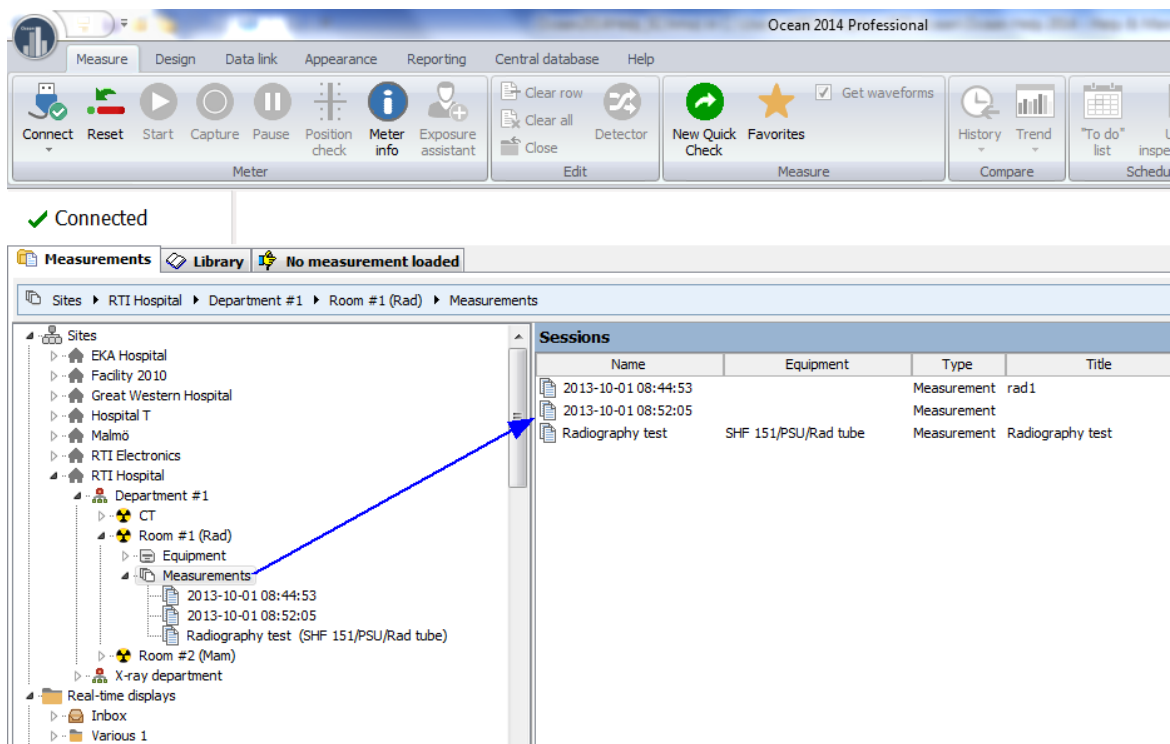 Ocean 2014 Professional
Measure Design Data link Appearance Reporting Central database Help
Connect Reset Start Capture Pause Position check Meter info Exposure assistant
Meter
Clear row
Clear all
Close
Detector
Edit
New Quick Check Favorites
Get waveforms
Measure
History Trend
Compare
"To do" list
Connected
Measurements Library No measurement loaded
Sites RTI Hospital Department #1 Room #1 (Rad) Measurements
Sites
EKA Hospital
Facility 2010
Great Western Hospital
Hospital T
Malmö
RTI Electronics
RTI Hospital
Department #1
CT
Room #1 (Rad)
Equipment
Measurements
2013-10-01 08:44:53
2013-10-01 08:52:05
Radiography test (SHF 151/PSU/Rad tube)
Room #2 (Mam)
X-ray department
Real-time displays
Inbox
Various 1
Sessions
Name Equipment Type Title
2013-10-01 08:44:53 Measurement rad1
2013-10-01 08:52:05 Measurement
Radiography test SHF 151/PSU/Rad tube Measurement Radiography test